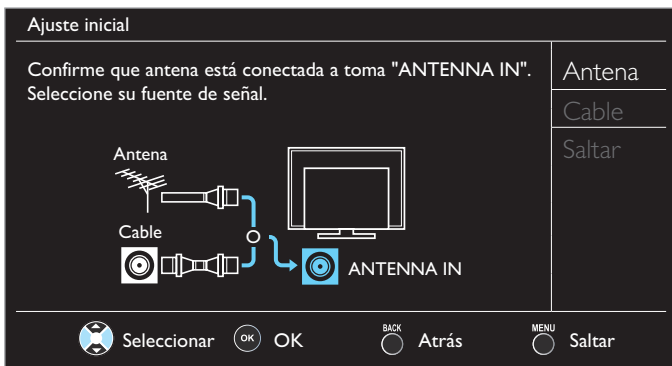 Ajuste inicial
Confirme que antena está conectada a toma "ANTENNA IN".
Seleccione su fuente de señal.
Antena
Cable
Saltar
Antena
Cable
O
ANTENNA IN
Seleccionar
OK
OK
BACK
Atrás
MENU
Saltar